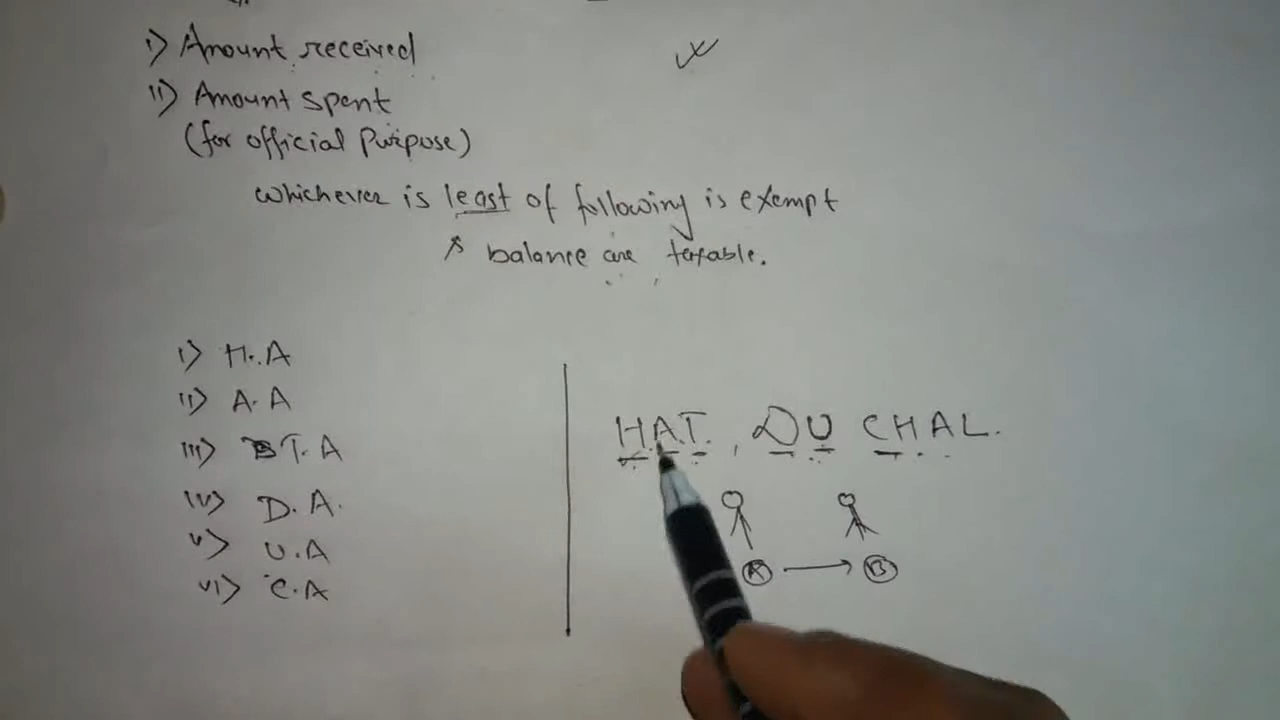 i) Amount received
ii) Amount spent
(for official Purpose)
whichever is least of following is exempt
balance are taxable.
i) H.A
ii) A.A
iii) T.A
iv) D.A.
v) U.A
vi) C.A
HAT, DU CHAL.
A → B